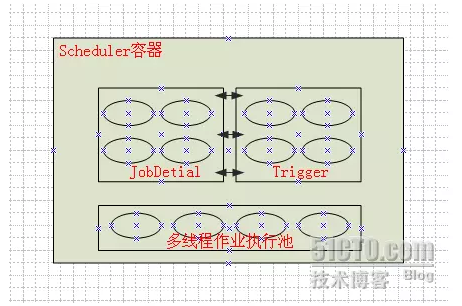 Scheduler容器
JobDetial
Trigger
多线程作业执行池
51CTO.com
技术博客 Blog